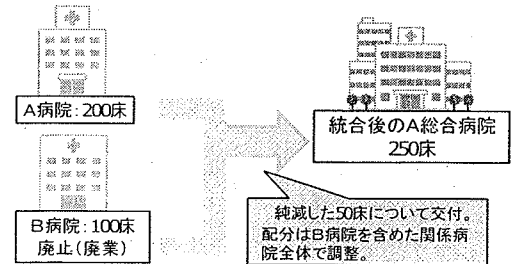 A病院:200床
B病院:100床
廃止(廃業)
統合後のA総合病院
250床
純減した50床について交付。
配分はB病院を含めた関係病
院全体で調整。